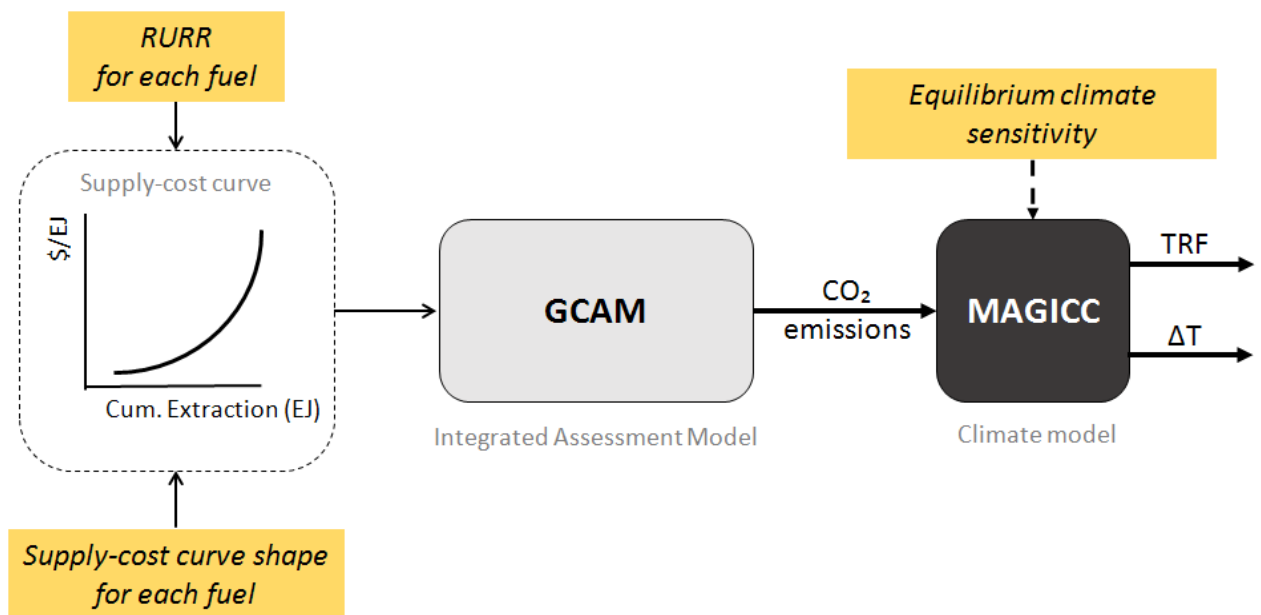 RURR
for each fuel
Equilibrium climate
sensitivity
Supply-cost curve
$/EJ
Cum. Extraction (EJ)
GCAM
Integrated Assessment Model
CO₂
emissions
MAGICC
Climate model
TRF
ΔT
Supply-cost curve shape
for each fuel